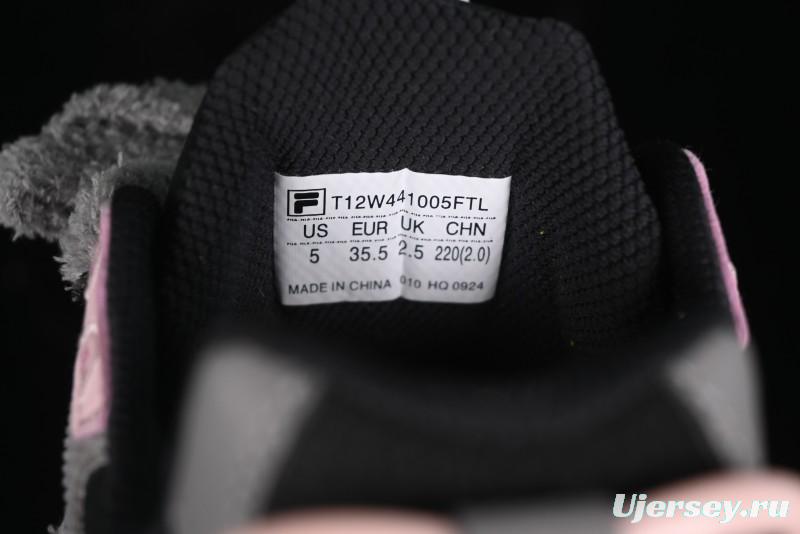 F T12W441005FTL
US EUR UK CHN
5 35.5 2.5 220(2.0)
MADE IN CHINA 010 HQ 0924
Ujersey.ru